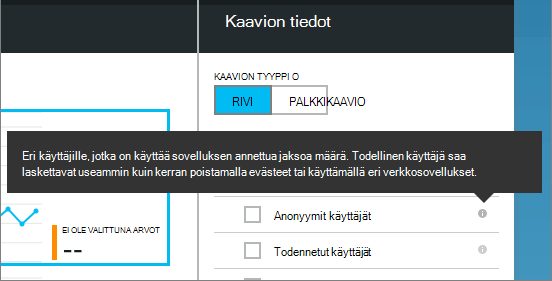 Kaavion tiedot
KAAVION TYYPPI O
RIVI
PALKKIKAAVIO
Eri käyttäjille, jotka on käyttää sovelluksen annettua jaksoa määrä. Todellinen käyttäjä saa
laskettavat useammin kuin kerran poistamalla evästeet tai käyttämällä eri verkkosovellukset.
Anonyymit käyttäjät
EI OLE VALITTUNA ARVOT
--
Todennetut käyttäjät